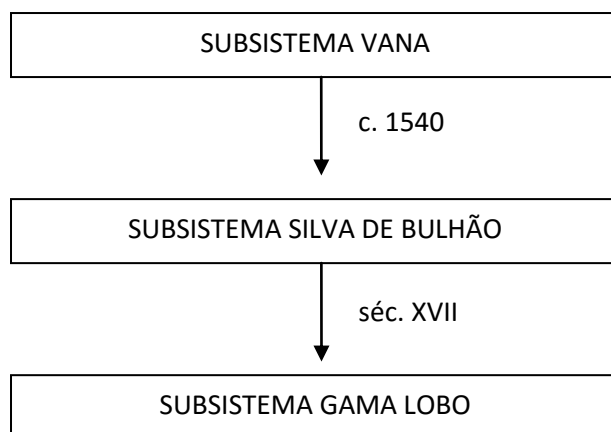 SUBSISTEMA VANA
c. 1540
SUBSISTEMA SILVA DE BULHÃO
séc. XVII
SUBSISTEMA GAMA LOBO